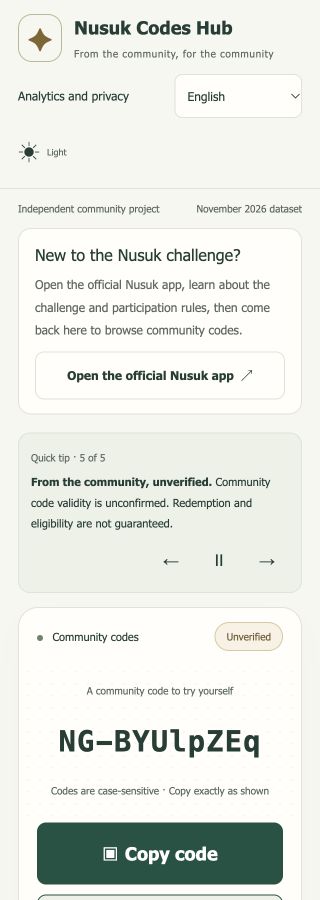 Nusuk Codes Hub
From the community, for the community
Analytics and privacy
English
Light
Independent community project
November 2026 dataset
New to the Nusuk challenge?
Open the official Nusuk app, learn about the
challenge and participation rules, then come
back here to browse community codes.
Open the official Nusuk app ↗
Quick tip · 5 of 5
From the community, unverified. Community
code validity is unconfirmed. Redemption and
eligibility are not guaranteed.
Community codes
Unverified
A community code to try yourself
NG-BYUlpZEq
Codes are case-sensitive · Copy exactly as shown
Copy code